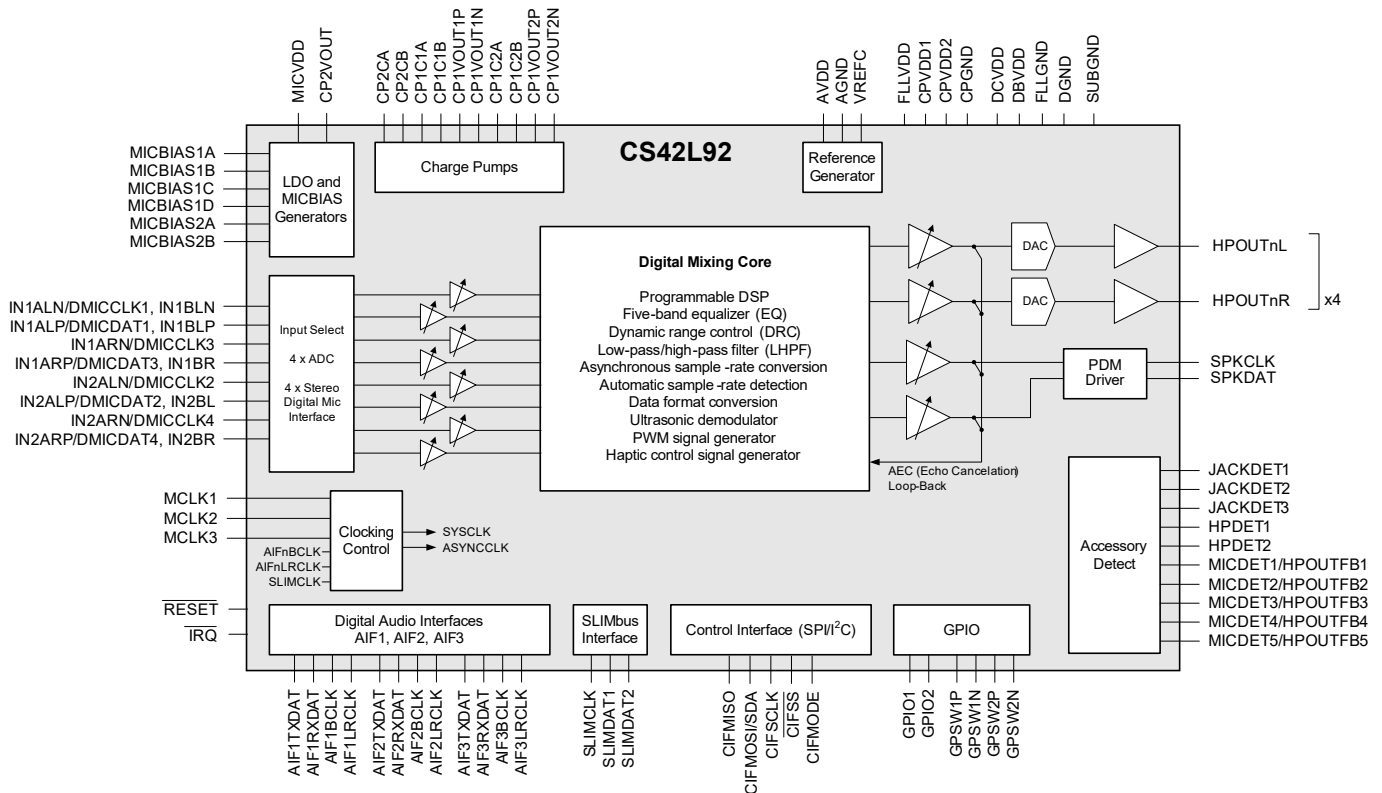 MICVDD
CP2VOUT
CP2CA
CP2CB
CP1C1A
CP1C1B
CP1VOUT1P
CP1VOUT1N
CP1C2A
CP1C2B
CP1VOUT2P
CP1VOUT2N
AVDD
AGND
VREFC
FLLVDD
CPVDD1
CPVDD2
CPGND
DCVDD
DBVDD
FLLGND
DGND
SUBGND
CS42L92
MICBIAS1A
MICBIAS1B
MICBIAS1C
MICBIAS1D
MICBIAS2A
MICBIAS2B
LDO and
MICBIAS
Generators
Charge Pumps
Reference
Generator
IN1ALN/DMICCLK1, IN1BLN
IN1ALP/DMICDAT1, IN1BLP
IN1ARN/DMICCLK3
IN1ARP/DMICDAT3, IN1BR
IN2ALN/DMICCLK2
IN2ALP/DMICDAT2, IN2BL
IN2ARN/DMICCLK4
IN2ARP/DMICDAT4, IN2BR
Input Select
4 x ADC
4 x Stereo
Digital Mic
Interface
Digital Mixing Core
Programmable DSP
Five-band equalizer (EQ)
Dynamic range control (DRC)
Low-pass/high-pass filter (LHPF)
Asynchronous sample -rate conversion
Automatic sample -rate detection
Data format conversion
Ultrasonic demodulator
PWM signal generator
Haptic control signal generator
DAC
DAC
HPOUTnL
HPOUTnR
x4
PDM
Driver
SPKCLK
SPKDAT
AEC (Echo Cancelation)
Loop-Back
MCLK1
MCLK2
MCLK3
AIFnBCLK
AIFnLRCLK
SLIMCLK
Clocking
Control
SYSCLK
ASYNCCLK
Accessory
Detect
JACKDET1
JACKDET2
JACKDET3
HPDET1
HPDET2
MICDET1/HPOUTFB1
MICDET2/HPOUTFB2
MICDET3/HPOUTFB3
MICDET4/HPOUTFB4
MICDET5/HPOUTFB5
RESET
IRQ
Digital Audio Interfaces
AIF1, AIF2, AIF3
SLIMbus
Interface
Control Interface (SPI/I²C)
GPIO
AIF1TXDAT
AIF1RXDAT
AIF1BCLK
AIF1LRCLK
AIF2TXDAT
AIF2RXDAT
AIF2BCLK
AIF2LRCLK
AIF3TXDAT
AIF3RXDAT
AIF3BCLK
AIF3LRCLK
SLIMCLK
SLIMDAT1
SLIMDAT2
CIFMISO
CIFMOSI/SDA
CIFSCLK
CIFSS
CIFMODE
GPIO1
GPIO2
GPSW1P
GPSW1N
GPSW2P
GPSW2N